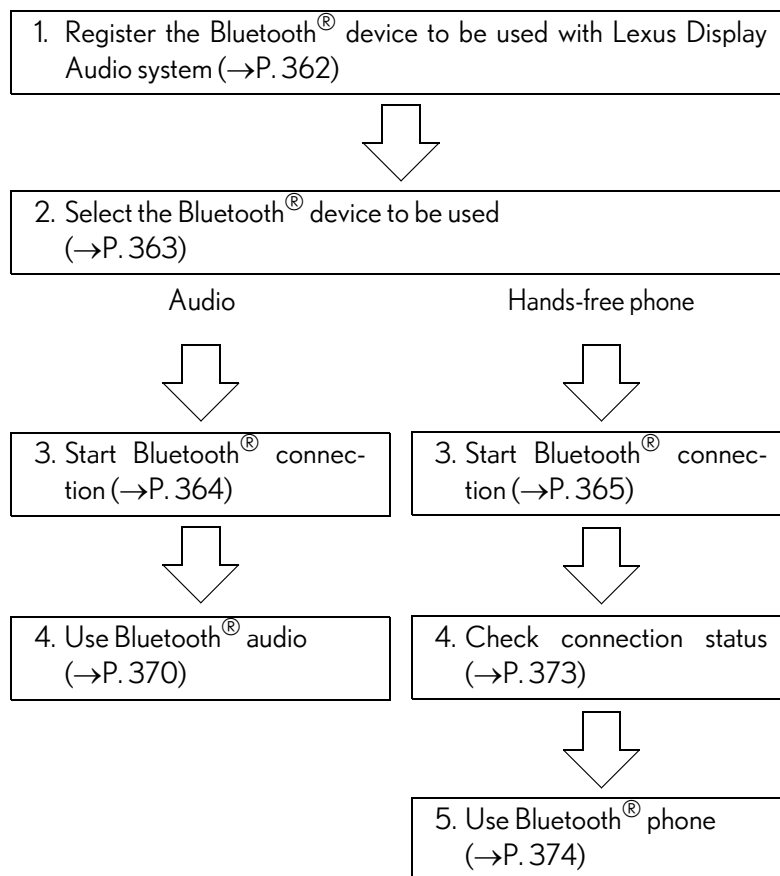 1. Register the Bluetooth® device to be used with Lexus Display
Audio system (→P. 362)
2. Select the Bluetooth® device to be used
(→P. 363)
Audio
Hands-free phone
3. Start Bluetooth® connec-
tion (→P. 364)
3. Start Bluetooth® connec-
tion (→P. 365)
4. Use Bluetooth® audio
(→P. 370)
4. Check connection status
(→P. 373)
5. Use Bluetooth® phone
(→P. 374)